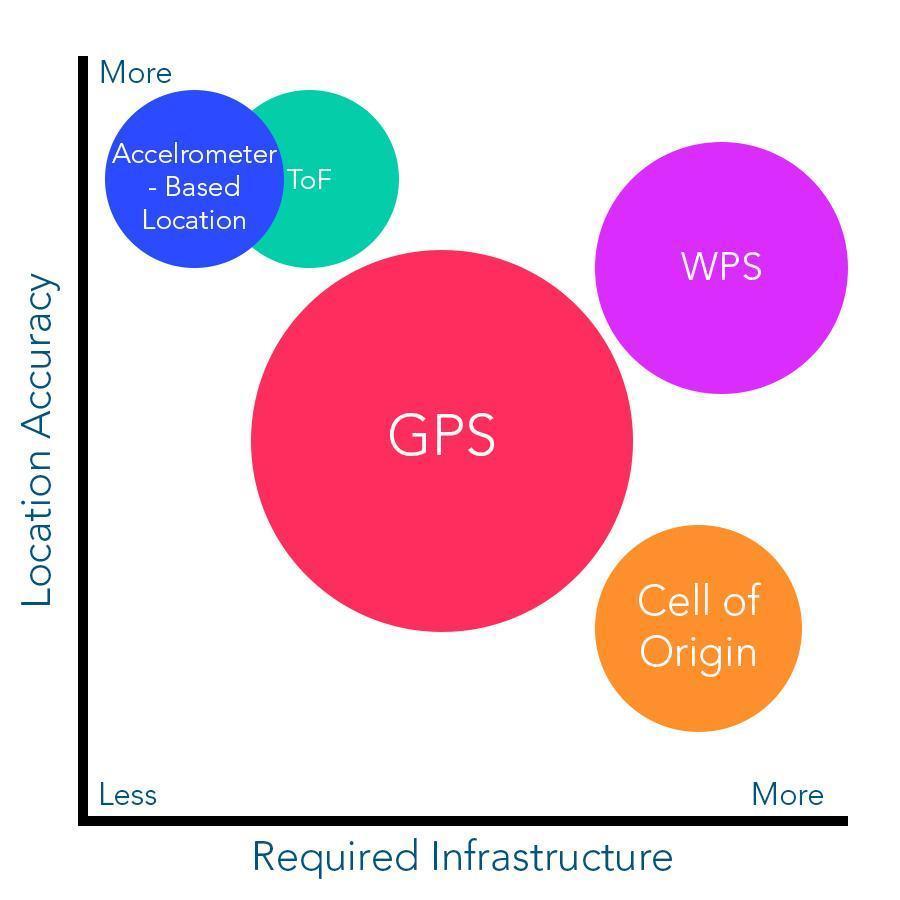 More
Accelrometer
- Based
Location
ToF
WPS
GPS
Cell of
Origin
Location Accuracy
Less
More
Required Infrastructure